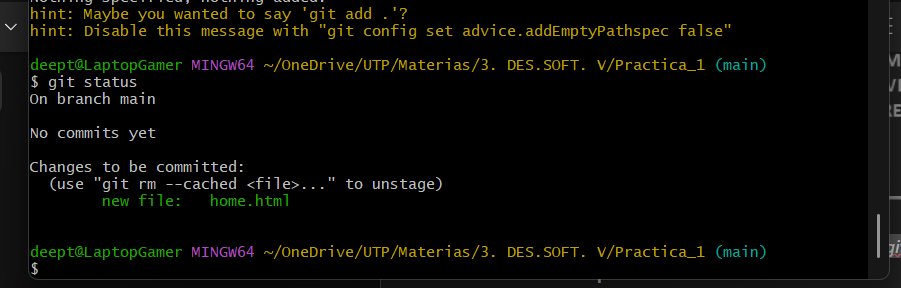 Nothing specified, nothing added.
hint: Maybe you wanted to say 'git add .'?
hint: Disable this message with "git config set advice.addEmptyPathspec false"
deept@LaptopGamer MINGW64 ~/OneDrive/UTP/Materias/3. DES.SOFT. V/Practica_1 (main)
$ git status
On branch main
No commits yet
Changes to be committed:
(use "git rm --cached <file>..." to unstage)
new file: home.html
deept@LaptopGamer MINGW64 ~/OneDrive/UTP/Materias/3. DES.SOFT. V/Practica_1 (main)
$